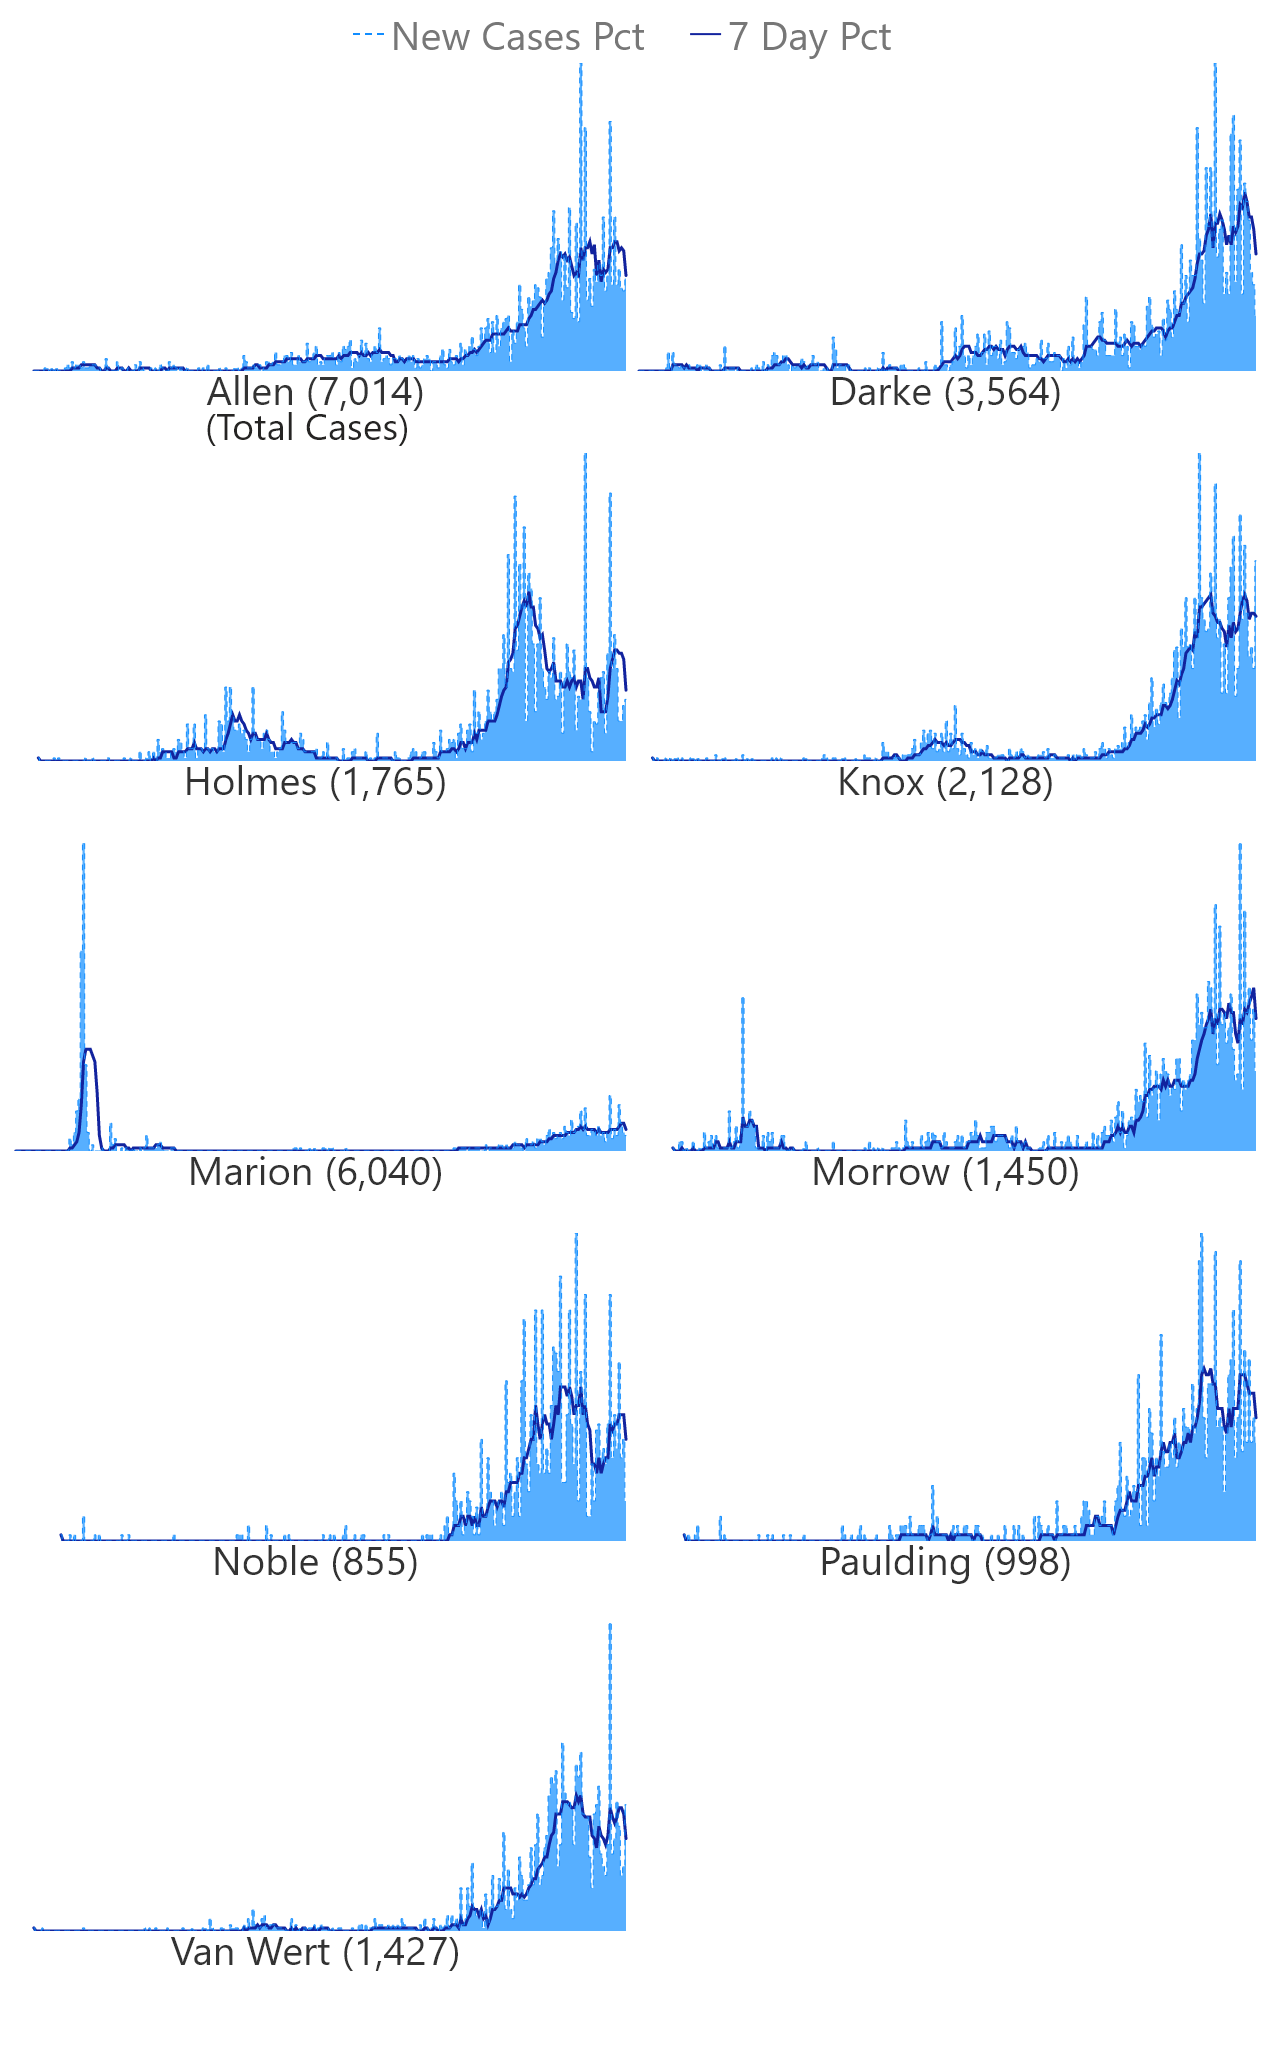 New Cases Pct 7 Day Pct
Allen (7,014) Darke (3,564)
(Total Cases)
Holmes (1,765) Knox (2,128)
Marion (6,040) Morrow (1,450)
Noble (855) Paulding (998)
Van Wert (1,427)